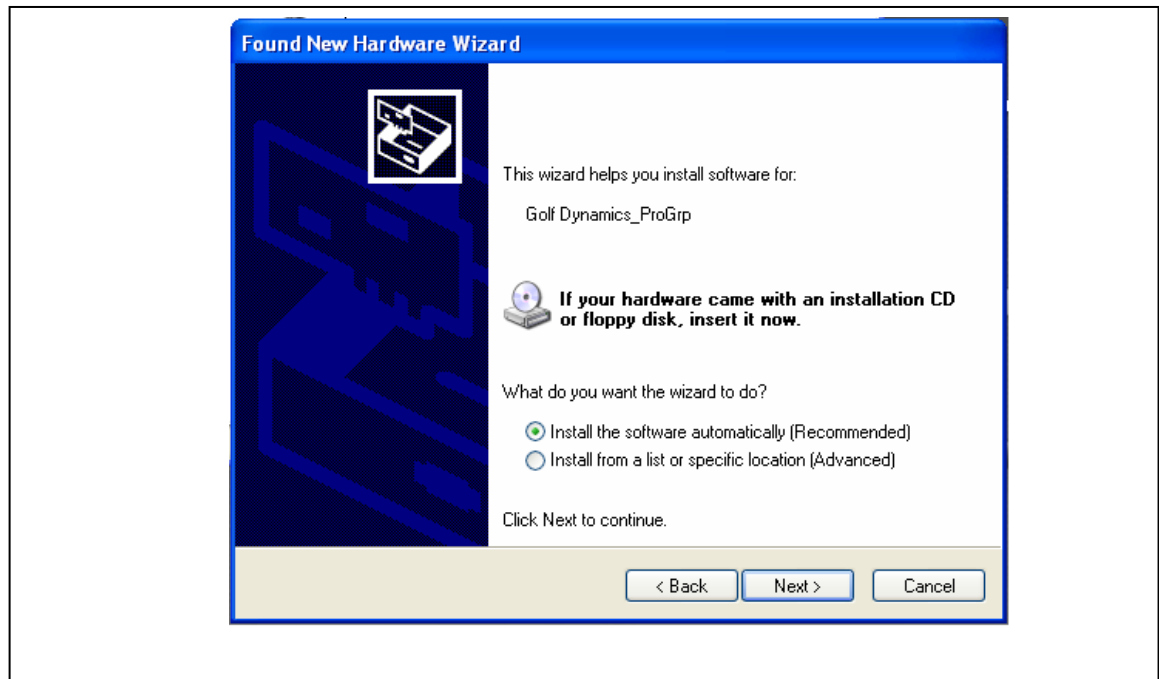 Found New Hardware Wizard
This wizard helps you install software for:
Golf Dynamics_ProGrp
If your hardware came with an installation CD
or floppy disk, insert it now.
What do you want the wizard to do?
Install the software automatically (Recommended)
Install from a list or specific location (Advanced)
Click Next to continue.
< Back Next > Cancel